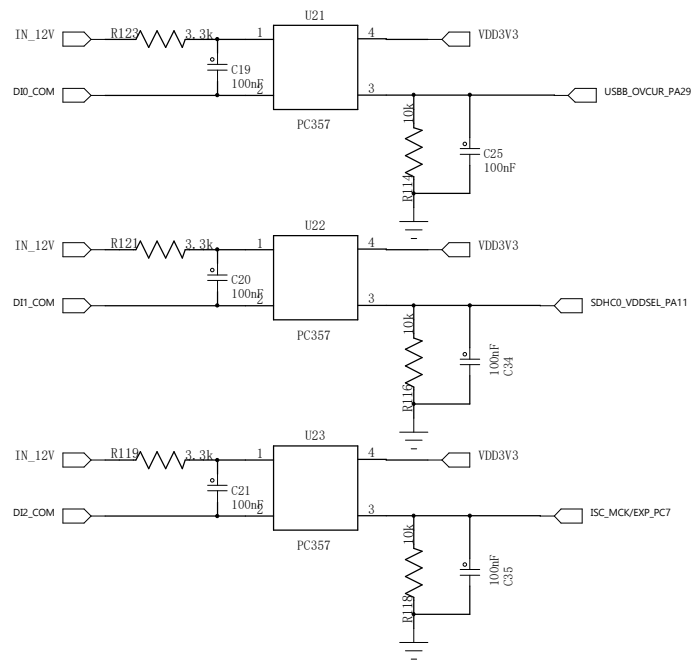 U21
IN_12V R123 3.3k 1 4 VDD3V3
C19
100nF
DI0_COM 2 3 USBB_OVCUR_PA29
PC357
10k
C25
100nF
R114
U22
IN_12V R121 3.3k 1 4 VDD3V3
C20
100nF
DI1_COM 2 3 SDHC0_VDDSEL_PA11
PC357
10k
100nF
C34
R116
U23
IN_12V R119 3.3k 1 4 VDD3V3
C21
100nF
DI2_COM 2 3 ISC_MCK/EXP_PC7
PC357
10k
100nF
C35
R118